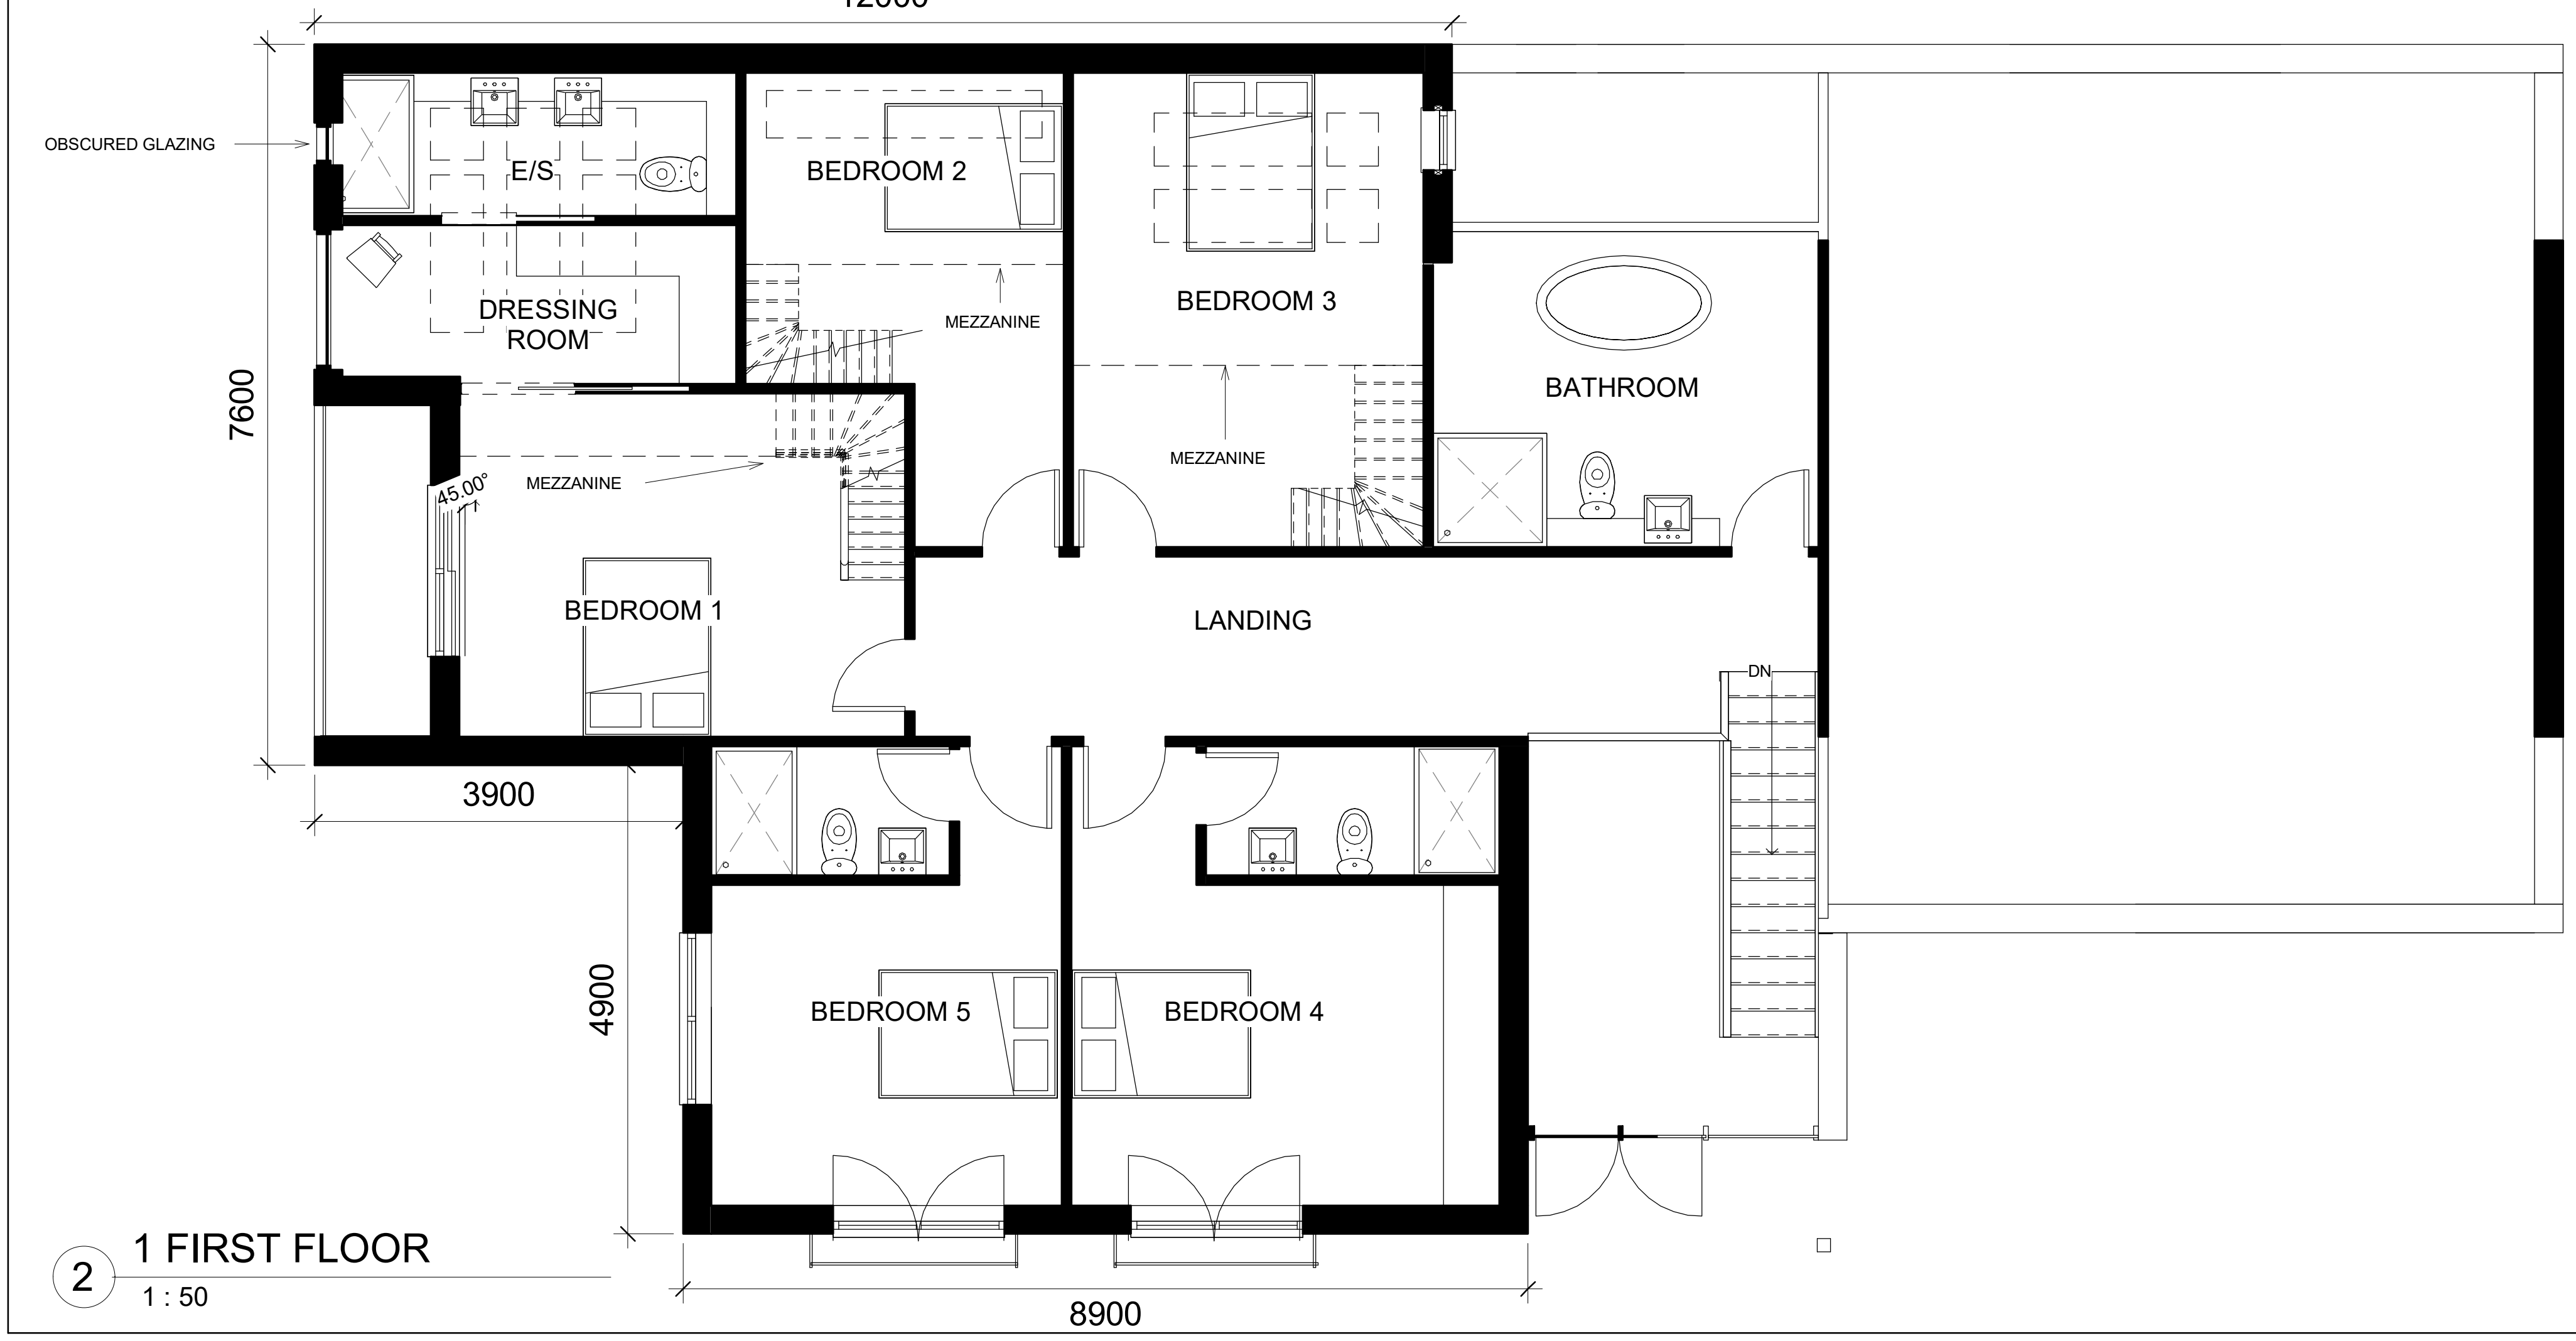 12000
OBSCURED GLAZING
E/S
BEDROOM 2
BEDROOM 3
DRESSING
ROOM
MEZZANINE
BATHROOM
7600
MEZZANINE
45.00°
MEZZANINE
BEDROOM 1
LANDING
DN
3900
4900
BEDROOM 5
BEDROOM 4
2
1 FIRST FLOOR
1 : 50
8900